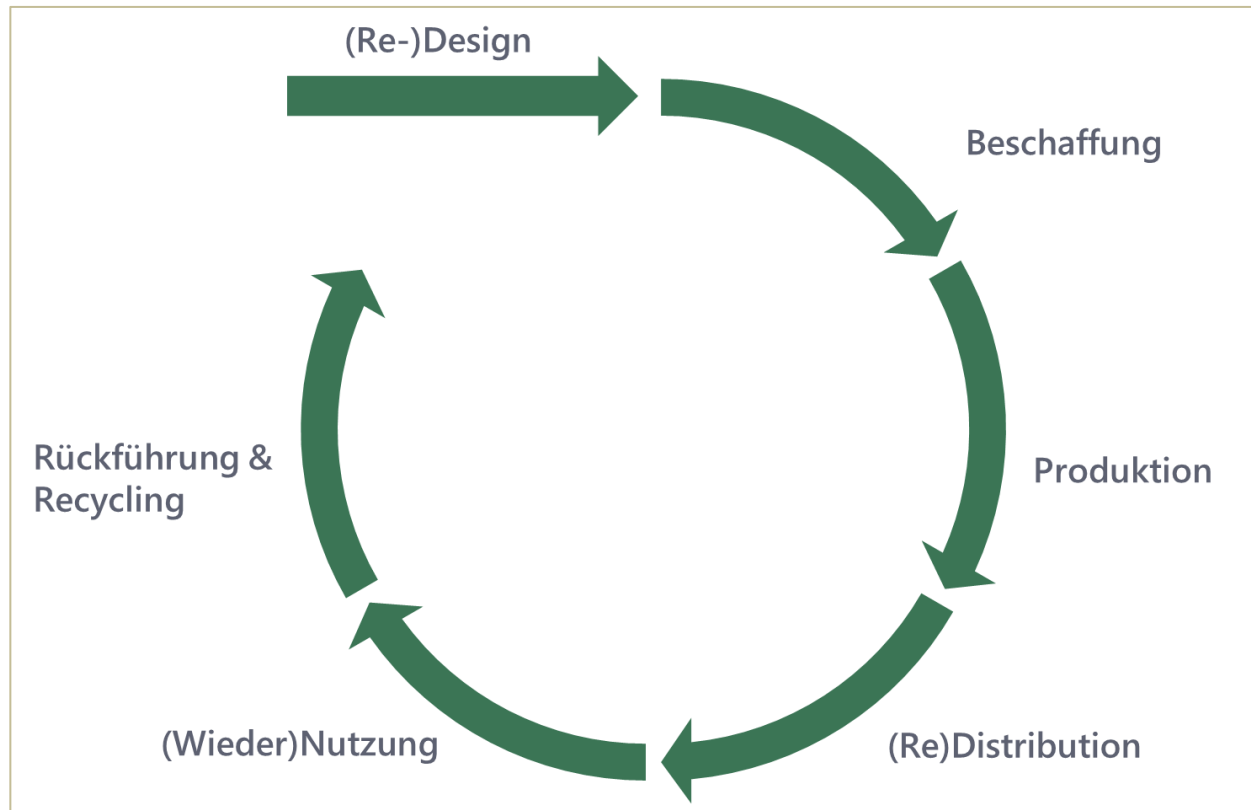 (Re-)Design
Beschaffung
Produktion
(Re)Distribution
(Wieder)Nutzung
Rückführung &
Recycling